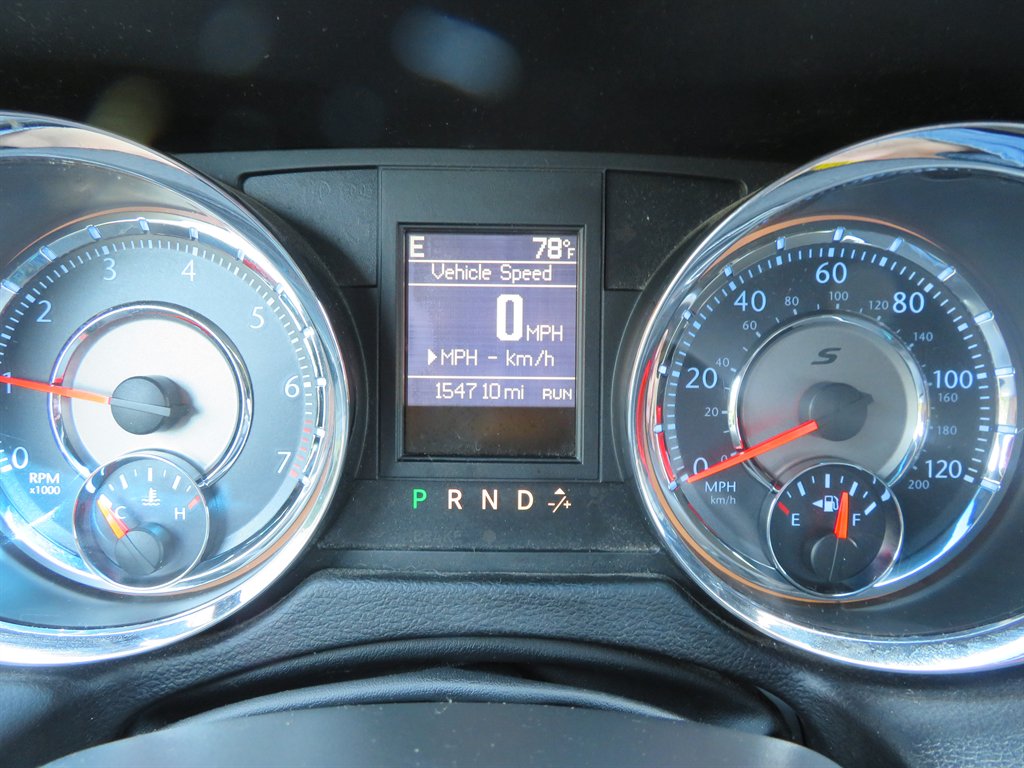 E 78°F
Vehicle Speed
0 MPH
▶MPH - km/h
154710 mi RUN
P R N D -/+
0 1 2 3 4 5 6 7
RPM
x1000
C H
0 20 40 60 80 100 120
0 20 40 60 80 100 120 140 160 180 200
MPH
km/h
S
E F